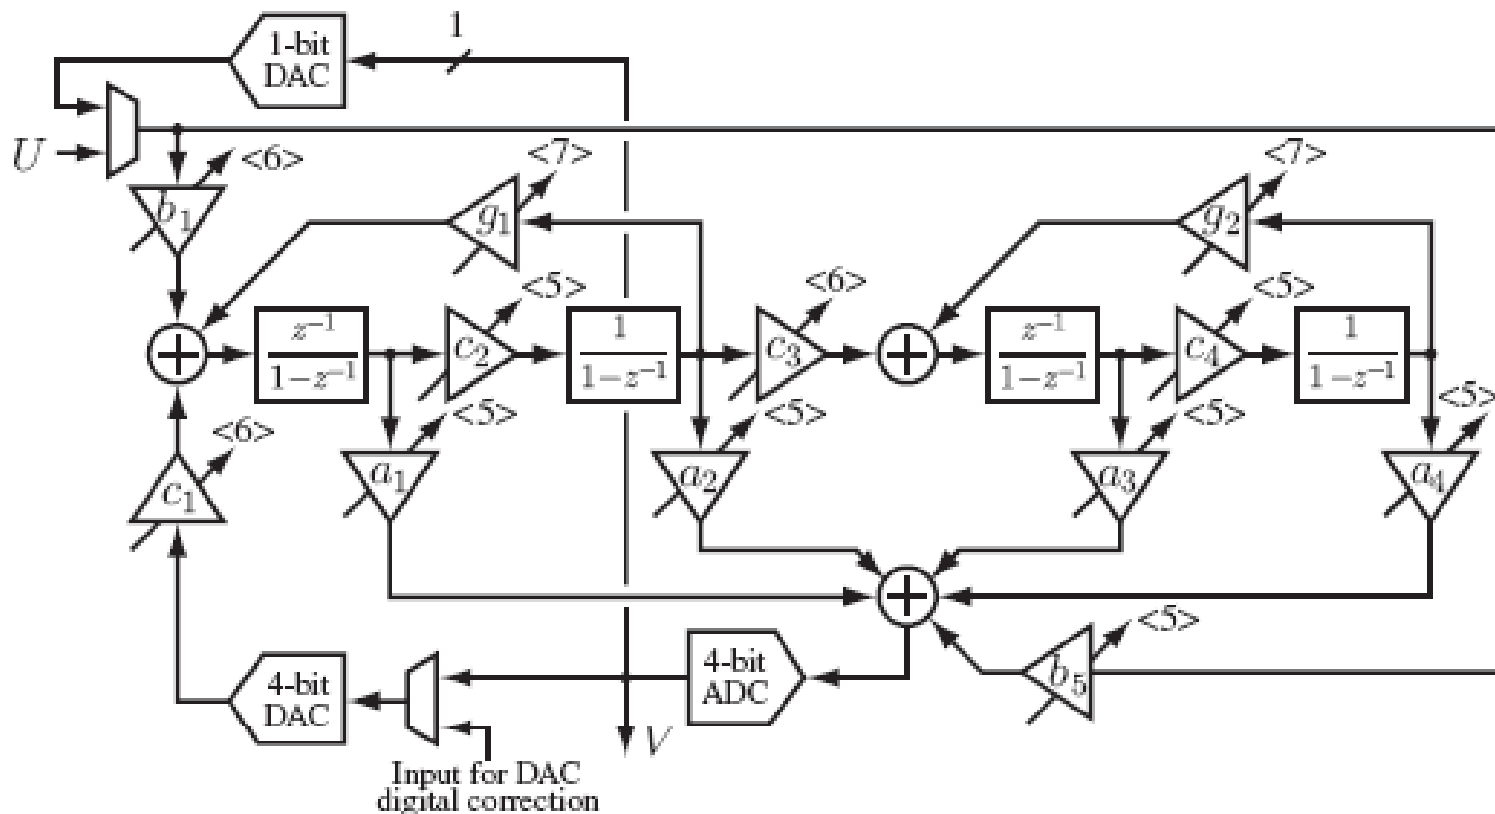 1-bit
DAC
1
U
<6>
b1
<7>
g1
<7>
g2
<5>
<6>
<5>
z−1
1−z−1
c2
1
1−z−1
c3
z−1
1−z−1
c4
1
1−z−1
<6>
<5>
<5>
<5>
<5>
c1
a1
a2
a3
a4
<5>
b5
4-bit
DAC
4-bit
ADC
V
Input for DAC
digital correction